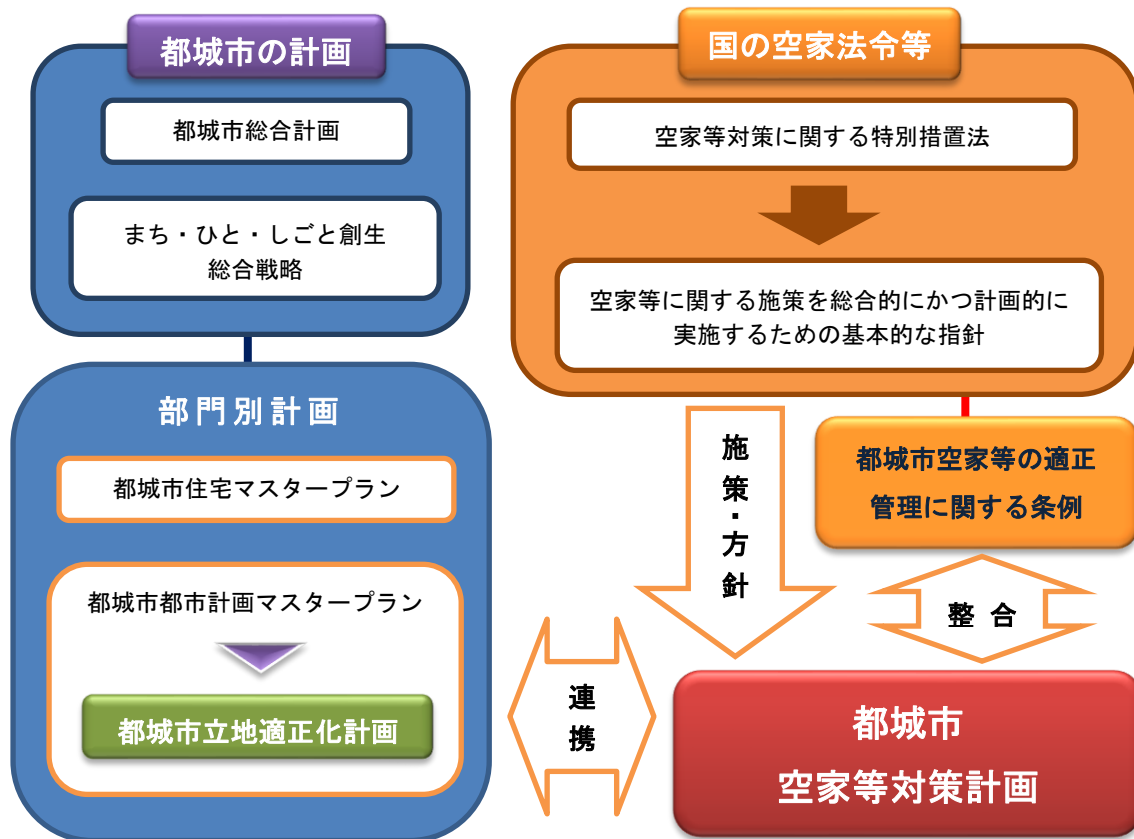 都城市の計画
都城市総合計画
まち・ひと・しごと創生
総合戦略
国の空家法令等
空家等対策に関する特別措置法
空家等に関する施策を総合的にかつ計画的に
実施するための基本的な指針
部門別計画
都城市住宅マスタープラン
都城市都市計画マスタープラン
都城市立地適正化計画
施策・方針
都城市空家等の適正
管理に関する条例
整合
連携
都城市
空家等対策計画